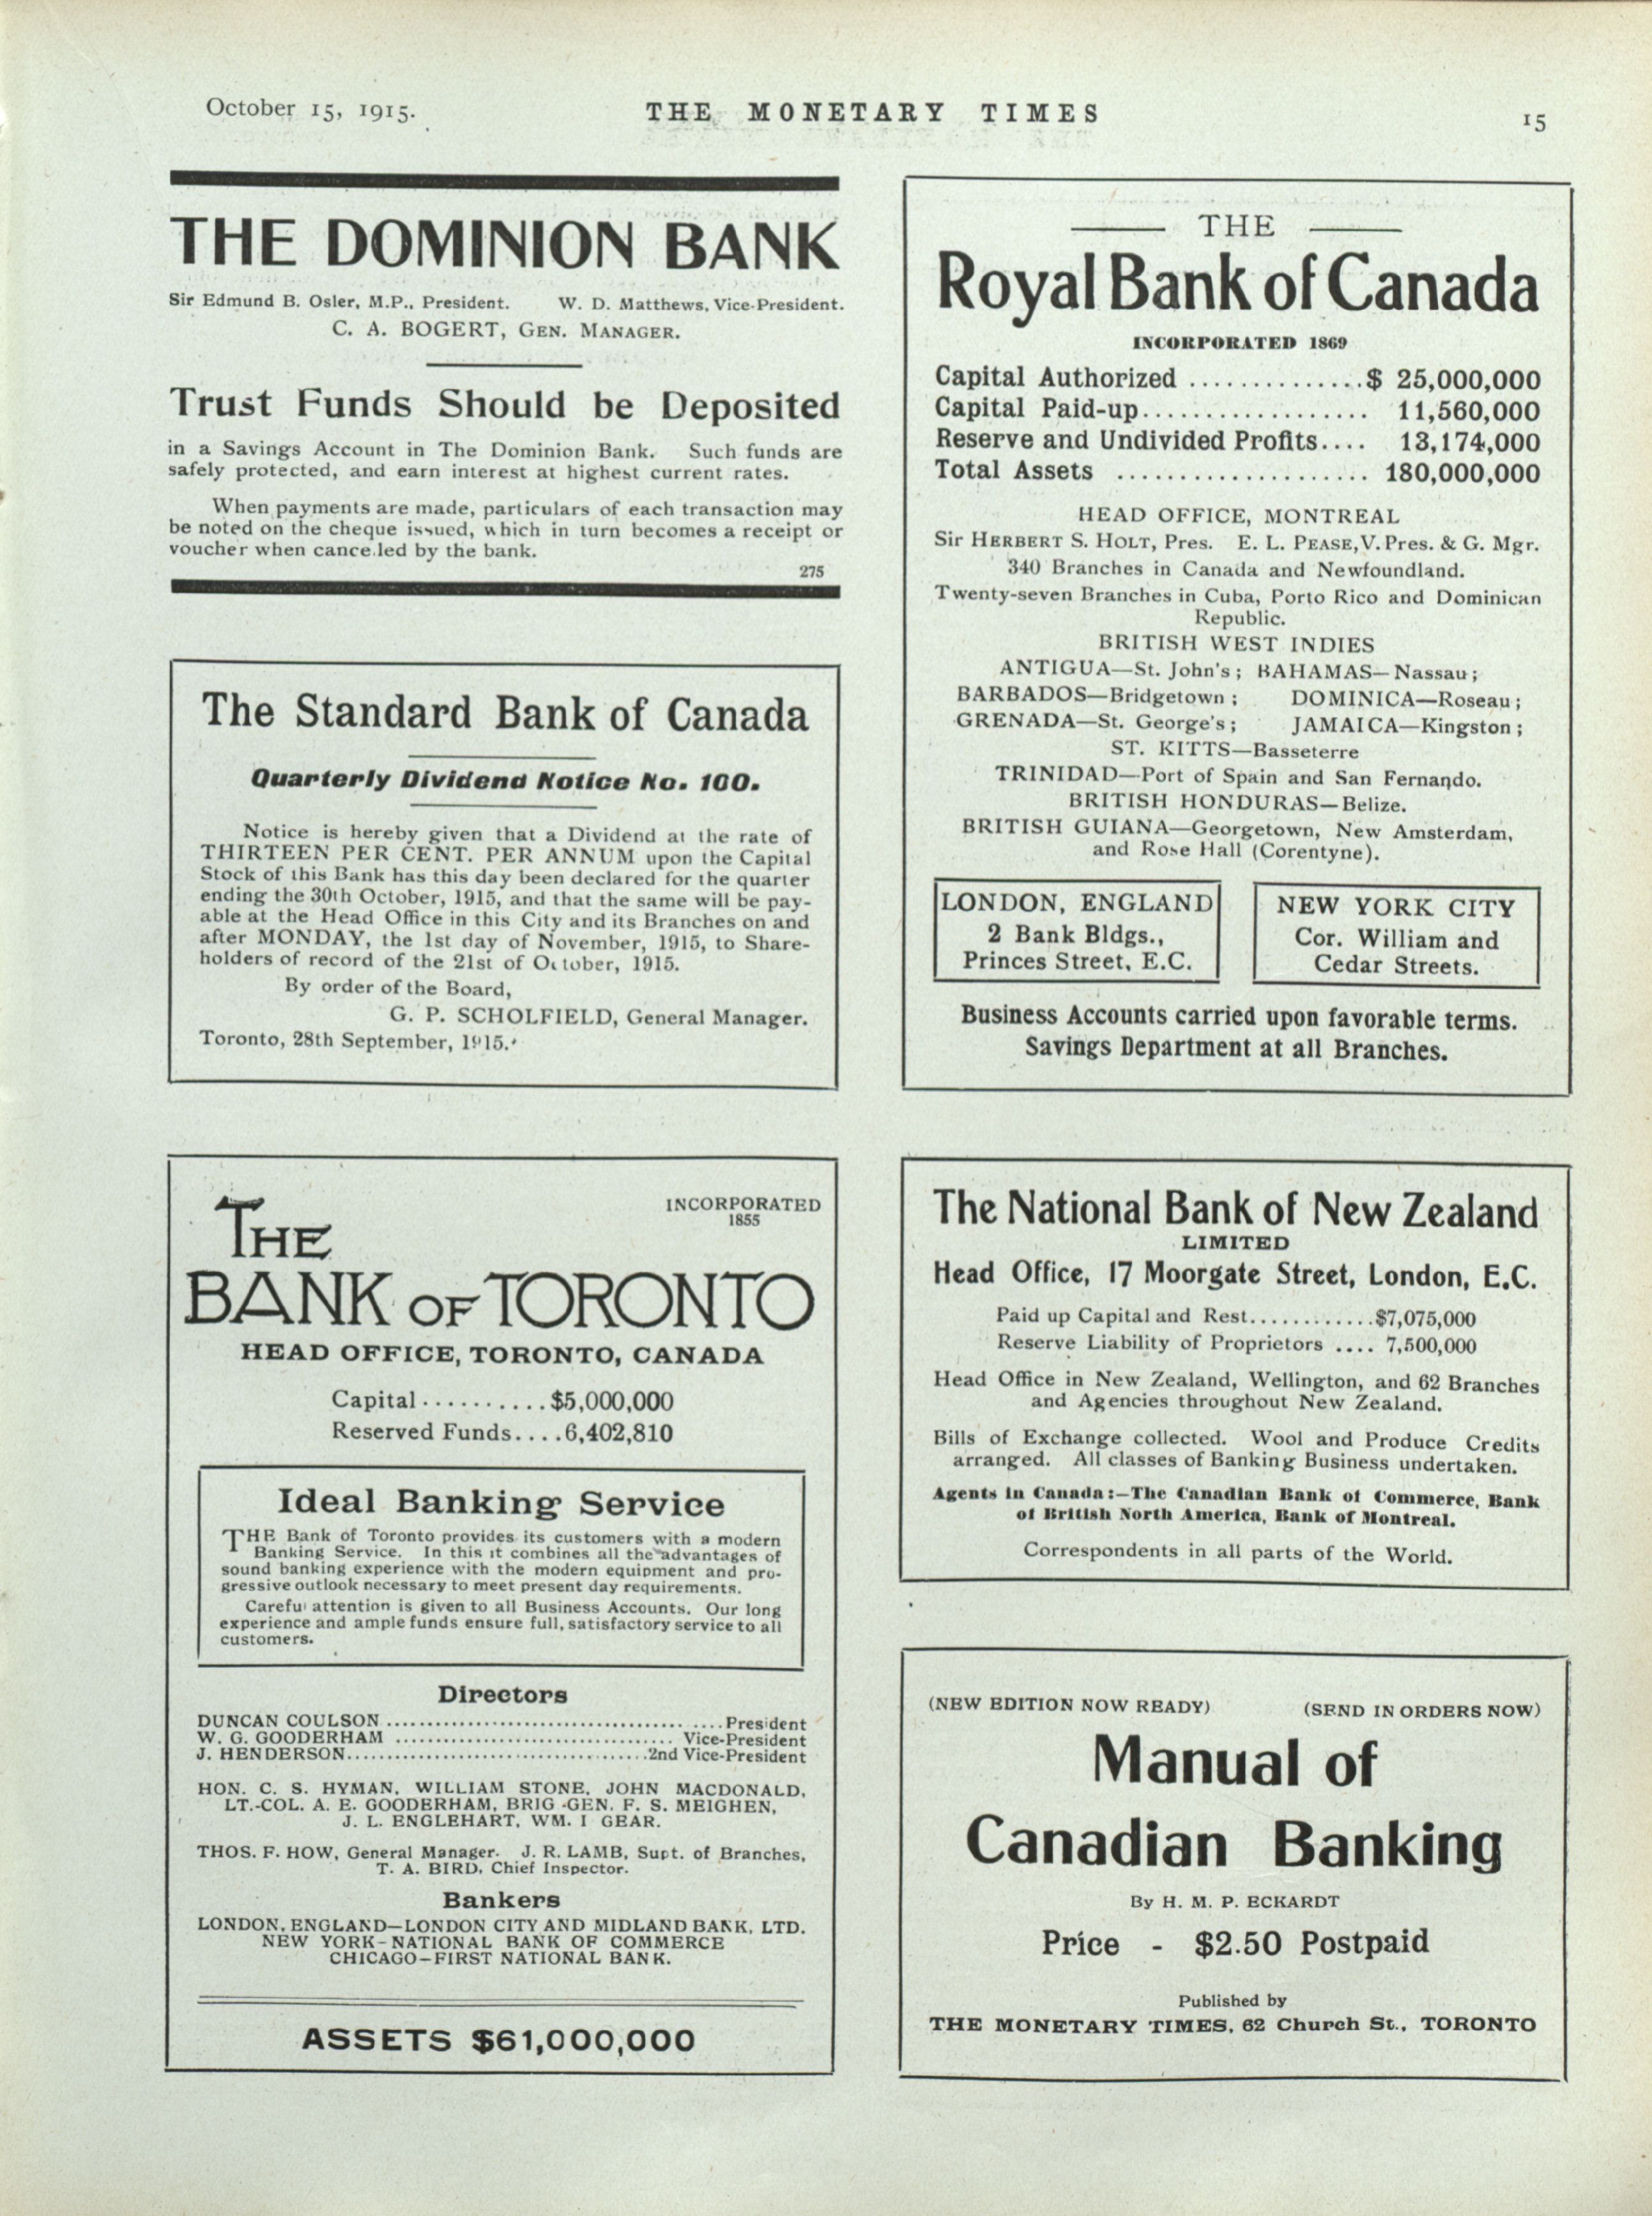 October 15, 1915.
THE MONETARY TIMES
15
THE DOMINION BANK
Sir Edmund B. Osler, M.P., President. W. D. Matthews, Vice-President.
C. A. BOGERT, GEN. MANAGER.
Trust Funds Should be Deposited
in a Savings Account in The Dominion Bank. Such funds are
safely protected, and earn interest at highest current rates.
When payments are made, particulars of each transaction may
be noted on the cheque issued, which in turn becomes a receipt or
voucher when cancelled by the bank.
275
The Standard Bank of Canada
Quarterly Dividend Notice No. 100.
Notice is hereby given that a Dividend at the rate of
THIRTEEN PER CENT. PER ANNUM upon the Capital
Stock of this Bank has this day been declared for the quarter
ending the 30th October, 1915, and that the same will be pay-
able at the Head Office in this City and its Branches on and
after MONDAY, the 1st day of November, 1915, to Share-
holders of record of the 21st of October, 1915.
By order of the Board,
G. P. SCHOLFIELD, General Manager.
Toronto, 28th September, 1915.
THE
INCORPORATED
1855
BANK OF TORONTO
HEAD OFFICE, TORONTO, CANADA
Capital ..........$5,000,000
Reserved Funds....6,402,810
Ideal Banking Service
THE Bank of Toronto provides its customers with a modern
Banking Service. In this it combines all the advantages of
sound banking experience with the modern equipment and pro-
gressive outlook necessary to meet present day requirements.
Careful attention is given to all Business Accounts. Our long
experience and ample funds ensure full, satisfactory service to all
customers.
Directors
DUNCAN COULSON ........................................ President
W. G. GOODERHAM .................................. Vice-President
J. HENDERSON.....................................2nd Vice-President
HON. C. S. HYMAN, WILLIAM STONE, JOHN MACDONALD,
LT.-COL. A. E. GOODERHAM, BRIG.-GEN. F. S. MEIGHEN,
J. L. ENGLEHART, WM. I GEAR.
THOS. F. HOW, General Manager. J. R. LAMB, Supt. of Branches,
T. A. BIRD, Chief Inspector.
Bankers
LONDON, ENGLAND—LONDON CITY AND MIDLAND BANK, LTD.
NEW YORK—NATIONAL BANK OF COMMERCE
CHICAGO—FIRST NATIONAL BANK.
ASSETS $61,000,000
THE
Royal Bank of Canada
INCORPORATED 1869
Capital Authorized ..............$ 25,000,000
Capital Paid-up.................. 11,560,000
Reserve and Undivided Profits.... 13,174,000
Total Assets .................... 180,000,000
HEAD OFFICE, MONTREAL
Sir HERBERT S. HOLT, Pres. E. L. PEASE, V. Pres. & G. Mgr.
340 Branches in Canada and Newfoundland.
Twenty-seven Branches in Cuba, Porto Rico and Dominican
Republic.
BRITISH WEST INDIES
ANTIGUA—St. John's; BAHAMAS—Nassau;
BARBADOS—Bridgetown; DOMINICA—Roseau;
GRENADA—St. George's; JAMAICA—Kingston;
ST. KITTS—Basseterre
TRINIDAD—Port of Spain and San Fernando.
BRITISH HONDURAS—Belize.
BRITISH GUIANA—Georgetown, New Amsterdam,
and Rose Hall (Corentyne).
LONDON, ENGLAND
2 Bank Bldgs.,
Princes Street, E.C.
NEW YORK CITY
Cor. William and
Cedar Streets.
Business Accounts carried upon favorable terms.
Savings Department at all Branches.
The National Bank of New Zealand
LIMITED
Head Office, 17 Moorgate Street, London, E.C.
Paid up Capital and Rest............$7,075,000
Reserve Liability of Proprietors .... 7,500,000
Head Office in New Zealand, Wellington, and 62 Branches
and Agencies throughout New Zealand.
Bills of Exchange collected. Wool and Produce Credits
arranged. All classes of Banking Business undertaken.
Agents in Canada:—The Canadian Bank of Commerce, Bank
of British North America, Bank of Montreal.
Correspondents in all parts of the World.
(NEW EDITION NOW READY) (SEND IN ORDERS NOW)
Manual of
Canadian Banking
By H. M. P. ECKARDT
Price - $2.50 Postpaid
Published by
THE MONETARY TIMES, 62 Church St., TORONTO